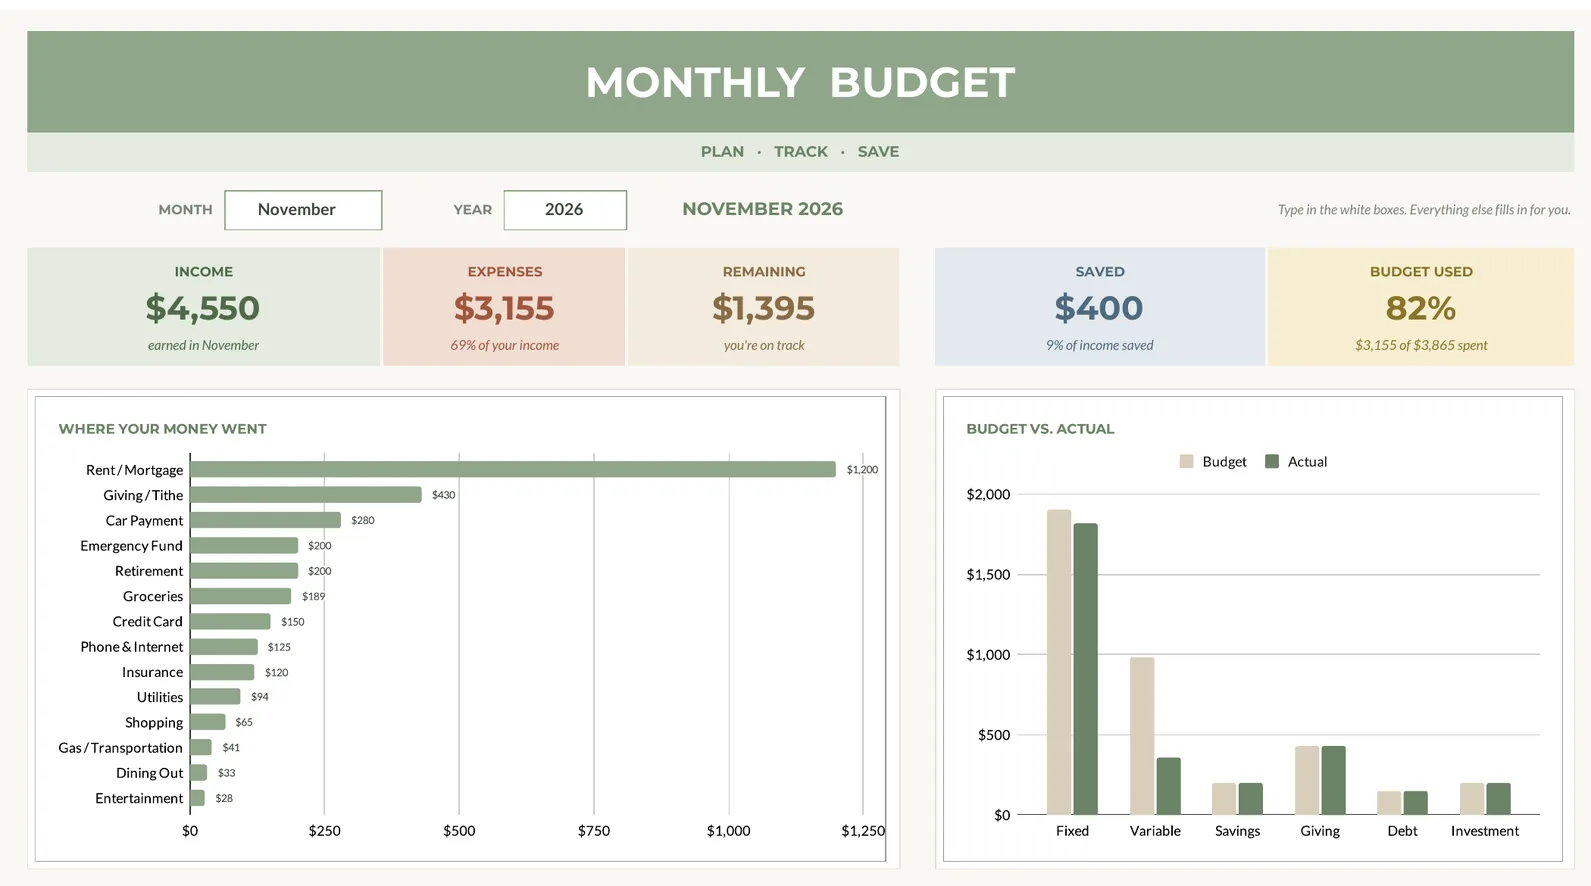 MONTHLY BUDGET
PLAN · TRACK · SAVE
MONTH November YEAR 2026 NOVEMBER 2026 Type in the white boxes. Everything else fills in for you.
INCOME
$4,550
earned in November
EXPENSES
$3,155
69% of your income
REMAINING
$1,395
you're on track
SAVED
$400
9% of income saved
BUDGET USED
82%
$3,155 of $3,865 spent
WHERE YOUR MONEY WENT
Rent / Mortgage $1,200
Giving / Tithe $430
Car Payment $280
Emergency Fund $200
Retirement $200
Groceries $189
Credit Card $150
Phone & Internet $125
Insurance $120
Utilities $94
Shopping $65
Gas / Transportation $41
Dining Out $33
Entertainment $28
$0 $250 $500 $750 $1,000 $1,250
BUDGET VS. ACTUAL
Budget Actual
$2,000
$1,500
$1,000
$500
$0
Fixed Variable Savings Giving Debt Investment